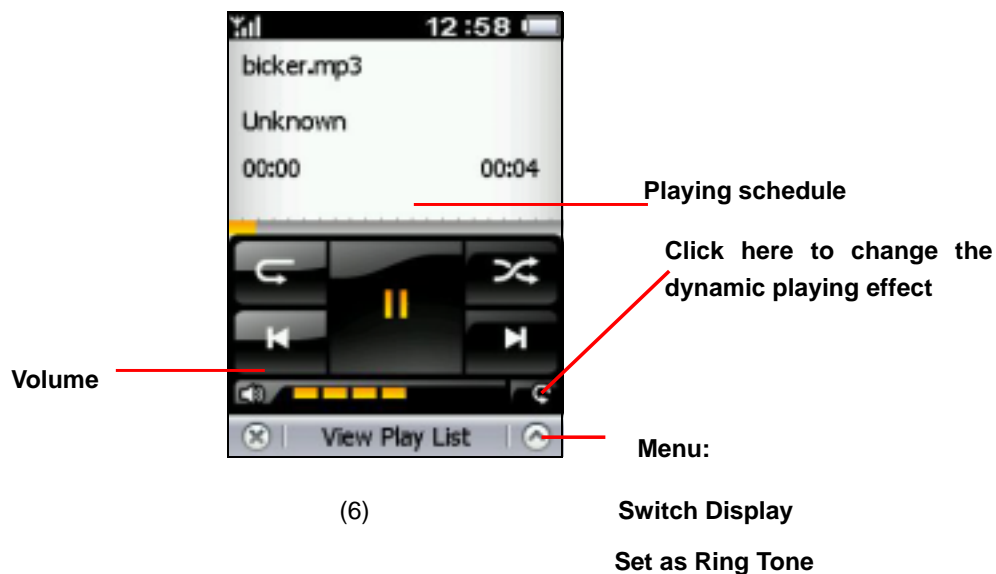 12:58
bicker.mp3
Unknown
00:00 00:04
Playing schedule
Click here to change the
dynamic playing effect
Volume
View Play List
Menu:
(6)
Switch Display
Set as Ring Tone